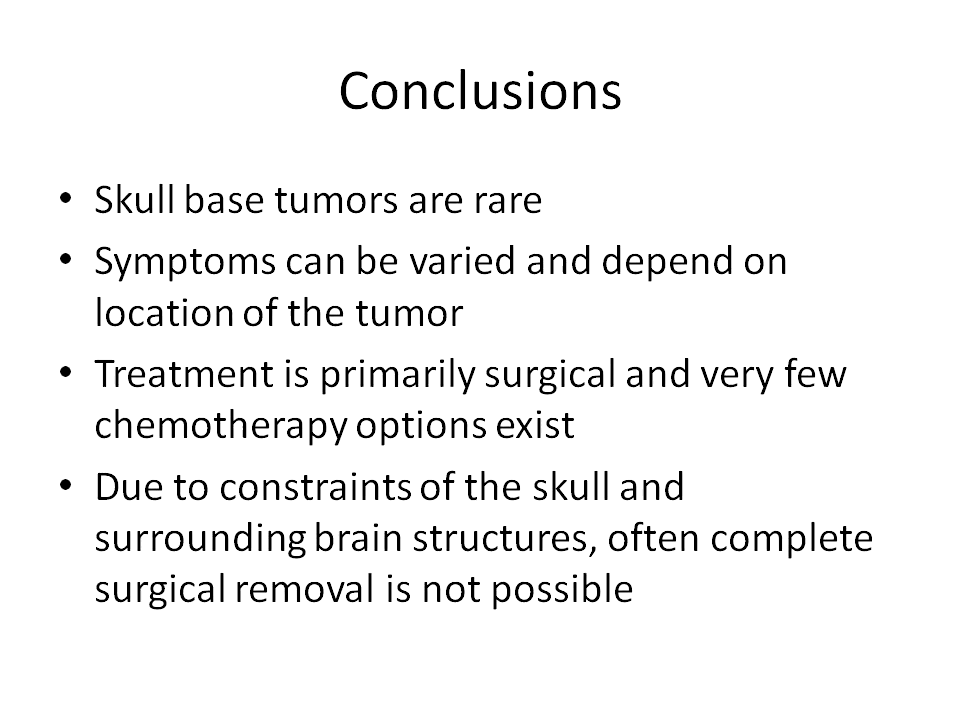 Conclusions
• Skull base tumors are rare
• Symptoms can be varied and depend on
location of the tumor
• Treatment is primarily surgical and very few
chemotherapy options exist
• Due to constraints of the skull and
surrounding brain structures, often complete
surgical removal is not possible